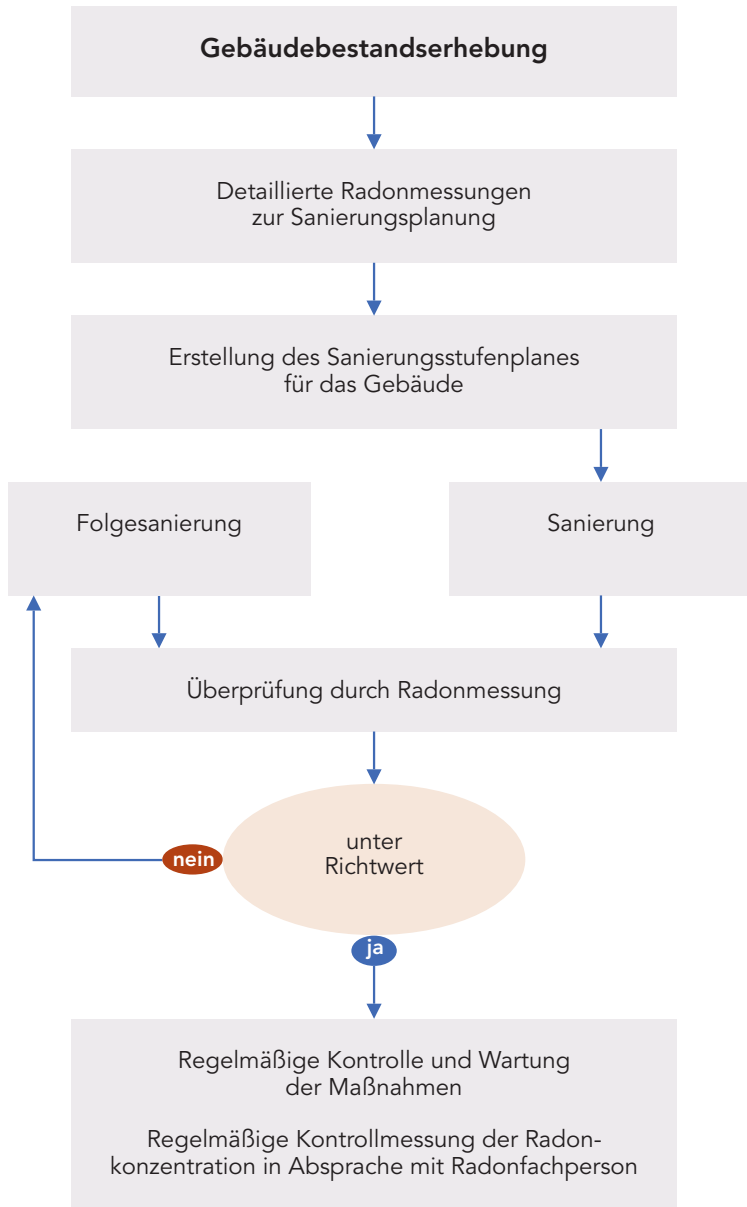 Gebäudebestandserhebung
Detaillierte Radonmessungen
zur Sanierungsplanung
Erstellung des Sanierungsstufenplanes
für das Gebäude
Folgesanierung
Sanierung
Überprüfung durch Radonmessung
unter
Richtwert
nein
ja
Regelmäßige Kontrolle und Wartung
der Maßnahmen
Regelmäßige Kontrollmessung der Radon-
konzentration in Absprache mit Radonfachperson